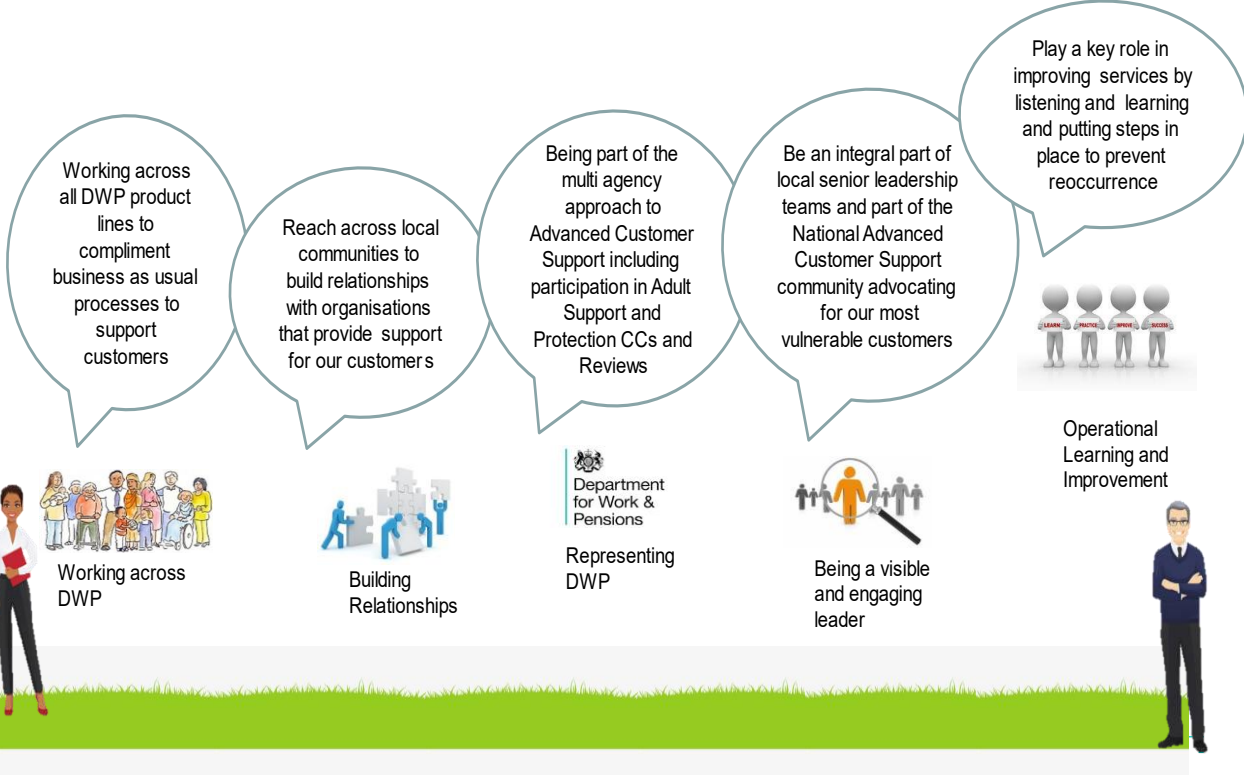 Working across
all DWP product
lines to
compliment
business as usual
processes to
support
customers
Reach across local
communities to
build relationships
with organisations
that provide support
for our customers
Being part of the
multi agency
approach to
Advanced Customer
Support including
participation in Adult
Support and
Protection CCs and
Reviews
Be an integral part of
local senior leadership
teams and part of the
National Advanced
Customer Support
community advocating
for our most
vulnerable customers
Play a key role in
improving services by
listening and learning
and putting steps in
place to prevent
reoccurrence
LEARN PRACTICE IMPROVE SUCCESS
Working across
DWP
Building
Relationships
Department
for Work &
Pensions
Representing
DWP
Being a visible
and engaging
leader
Operational
Learning and
Improvement